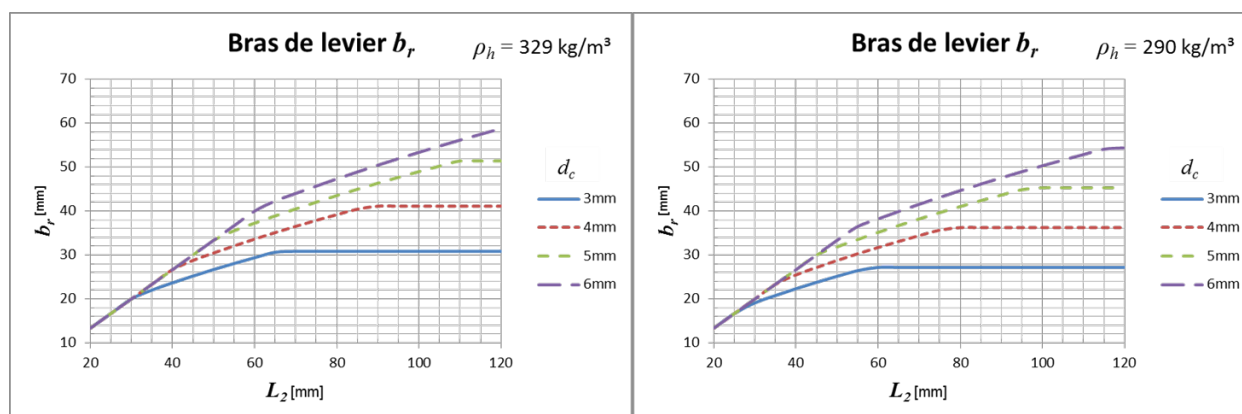 Bras de levier b_r
ρ_h = 329 kg/m³
70
60
50
40
30
20
10
b_r [mm]
20 40 60 80 100 120
L_2 [mm]
d_c
3mm
4mm
5mm
6mm
Bras de levier b_r
ρ_h = 290 kg/m³
70
60
50
40
30
20
10
b_r [mm]
20 40 60 80 100 120
L_2 [mm]
d_c
3mm
4mm
5mm
6mm